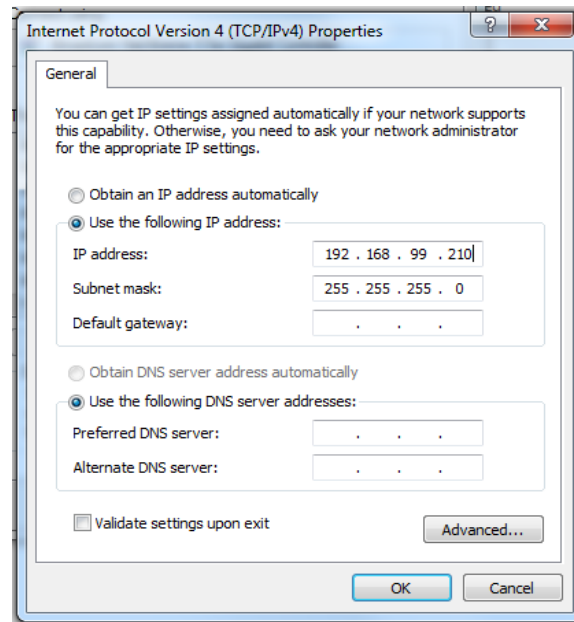 Internet Protocol Version 4 (TCP/IPv4) Properties
?
X
General
You can get IP settings assigned automatically if your network supports
this capability. Otherwise, you need to ask your network administrator
for the appropriate IP settings.
Obtain an IP address automatically
Use the following IP address:
IP address: 192 . 168 . 99 . 210
Subnet mask: 255 . 255 . 255 . 0
Default gateway: . . .
Obtain DNS server address automatically
Use the following DNS server addresses:
Preferred DNS server: . . .
Alternate DNS server: . . .
Validate settings upon exit
Advanced...
OK Cancel